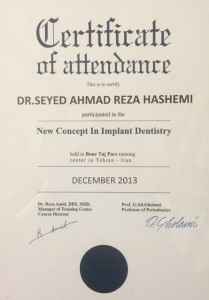 Certificate
of attendance
This is to certify
DR.SEYED AHMAD REZA HASHEMI
participated in the
New Concept In Implant Dentistry
held in Bone Taj Pars training
center in Tehran - Iran .
DECEMBER 2013
Dr. Reza Amid, DDS, MSD.
Manager of Training Center
Course Director
Prof. G.Ali.Gholami
Professor of Periodontics
Gholami